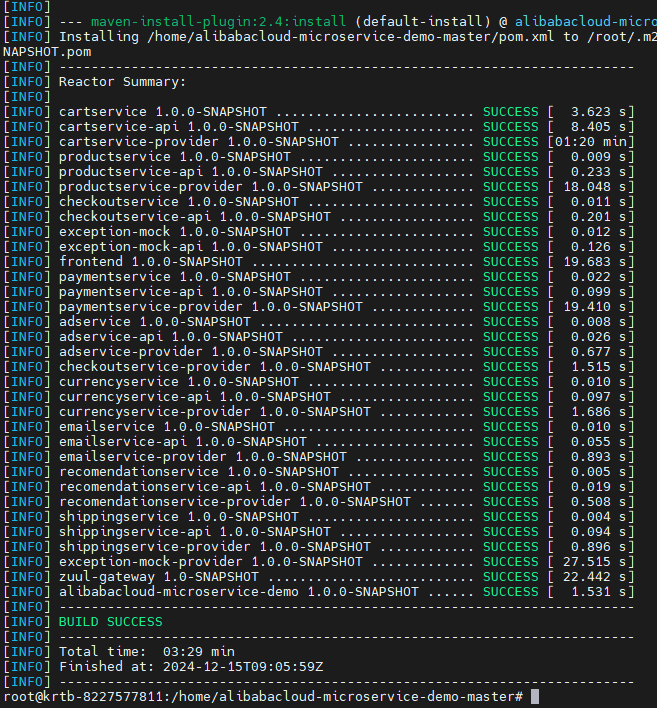 [INFO]
[INFO] --- maven-install-plugin:2.4:install (default-install) @ alibabacloud-micro
[INFO] Installing /home/alibabacloud-microservice-demo-master/pom.xml to /root/.m2
NAPSHOT.pom
[INFO] ------------------------------------------------------------------------
[INFO] Reactor Summary:
[INFO]
[INFO] cartservice 1.0.0-SNAPSHOT ......................... SUCCESS [  3.623 s]
[INFO] cartservice-api 1.0.0-SNAPSHOT ..................... SUCCESS [  8.405 s]
[INFO] cartservice-provider 1.0.0-SNAPSHOT ................ SUCCESS [01:20 min]
[INFO] productservice 1.0.0-SNAPSHOT ...................... SUCCESS [  0.009 s]
[INFO] productservice-api 1.0.0-SNAPSHOT .................. SUCCESS [  0.233 s]
[INFO] productservice-provider 1.0.0-SNAPSHOT ............. SUCCESS [ 18.048 s]
[INFO] checkoutservice 1.0.0-SNAPSHOT ..................... SUCCESS [  0.011 s]
[INFO] checkoutservice-api 1.0.0-SNAPSHOT ................. SUCCESS [  0.201 s]
[INFO] exception-mock 1.0.0-SNAPSHOT ...................... SUCCESS [  0.012 s]
[INFO] exception-mock-api 1.0.0-SNAPSHOT .................. SUCCESS [  0.126 s]
[INFO] frontend 1.0.0-SNAPSHOT ............................ SUCCESS [ 19.683 s]
[INFO] paymentservice 1.0.0-SNAPSHOT ...................... SUCCESS [  0.022 s]
[INFO] paymentservice-api 1.0.0-SNAPSHOT .................. SUCCESS [  0.099 s]
[INFO] paymentservice-provider 1.0.0-SNAPSHOT ............. SUCCESS [ 19.410 s]
[INFO] adservice 1.0.0-SNAPSHOT ........................... SUCCESS [  0.008 s]
[INFO] adservice-api 1.0.0-SNAPSHOT ....................... SUCCESS [  0.026 s]
[INFO] adservice-provider 1.0.0-SNAPSHOT .................. SUCCESS [  0.677 s]
[INFO] checkoutservice-provider 1.0.0-SNAPSHOT ............ SUCCESS [  1.515 s]
[INFO] currencyservice 1.0.0-SNAPSHOT ..................... SUCCESS [  0.010 s]
[INFO] currencyservice-api 1.0.0-SNAPSHOT ................. SUCCESS [  0.097 s]
[INFO] currencyservice-provider 1.0.0-SNAPSHOT ............ SUCCESS [  1.686 s]
[INFO] emailservice 1.0.0-SNAPSHOT ........................ SUCCESS [  0.010 s]
[INFO] emailservice-api 1.0.0-SNAPSHOT .................... SUCCESS [  0.055 s]
[INFO] emailservice-provider 1.0.0-SNAPSHOT ............... SUCCESS [  0.893 s]
[INFO] recomendationservice 1.0.0-SNAPSHOT ................ SUCCESS [  0.005 s]
[INFO] recomendationservice-api 1.0.0-SNAPSHOT ............ SUCCESS [  0.019 s]
[INFO] recomendationservice-provider 1.0.0-SNAPSHOT ....... SUCCESS [  0.508 s]
[INFO] shippingservice 1.0.0-SNAPSHOT ..................... SUCCESS [  0.004 s]
[INFO] shippingservice-api 1.0.0-SNAPSHOT ................. SUCCESS [  0.094 s]
[INFO] shippingservice-provider 1.0.0-SNAPSHOT ............ SUCCESS [  0.896 s]
[INFO] exception-mock-provider 1.0.0-SNAPSHOT ............. SUCCESS [ 27.515 s]
[INFO] zuul-gateway 1.0-SNAPSHOT .......................... SUCCESS [ 22.442 s]
[INFO] alibabacloud-microservice-demo 1.0.0-SNAPSHOT ...... SUCCESS [  1.531 s]
[INFO] ------------------------------------------------------------------------
[INFO] BUILD SUCCESS
[INFO] ------------------------------------------------------------------------
[INFO] Total time:  03:29 min
[INFO] Finished at: 2024-12-15T09:05:59Z
[INFO] ------------------------------------------------------------------------
root@krtb-8227577811:/home/alibabacloud-microservice-demo-master#